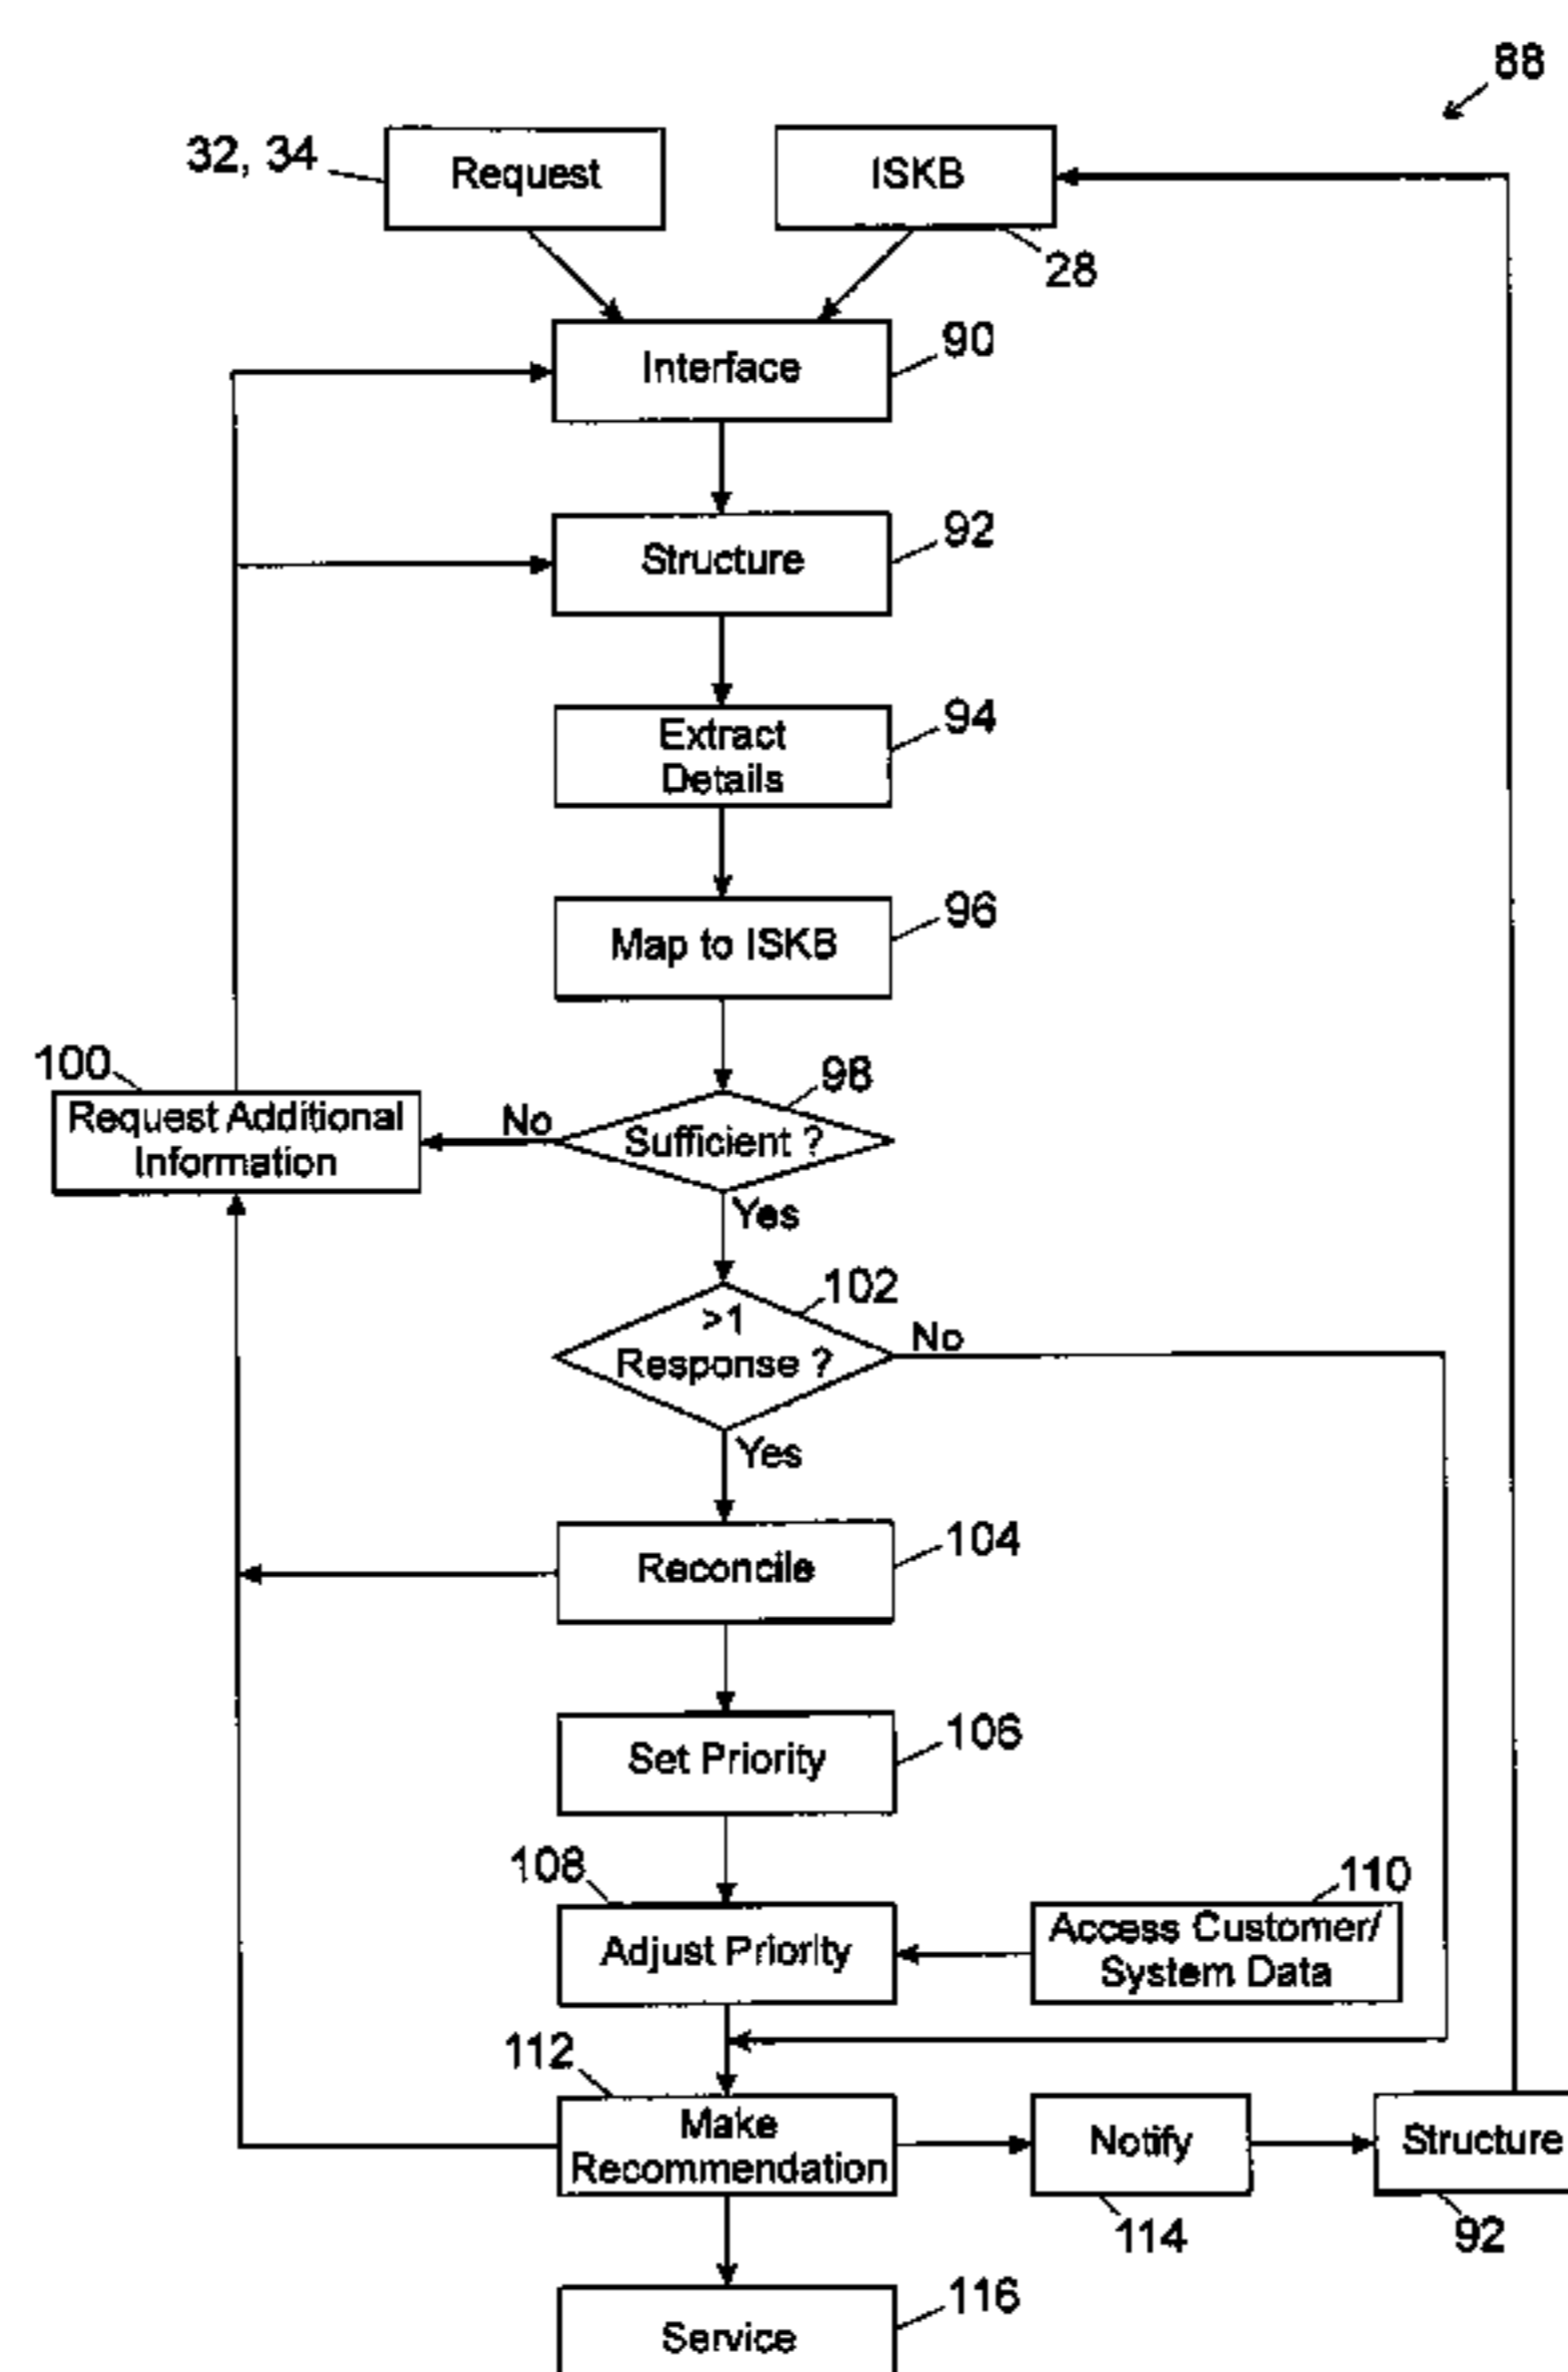 88
32, 34
Request
ISKB
28
Interface
90
Structure
92
Extract
Details
94
Map to ISKB
96
100
Request Additional
Information
No
98
Sufficient ?
Yes
102
>1
Response ?
No
Yes
Reconcile
104
Set Priority
106
108
Adjust Priority
110
Access Customer/
System Data
112
Make
Recommendation
Notify
114
Structure
92
Service
116